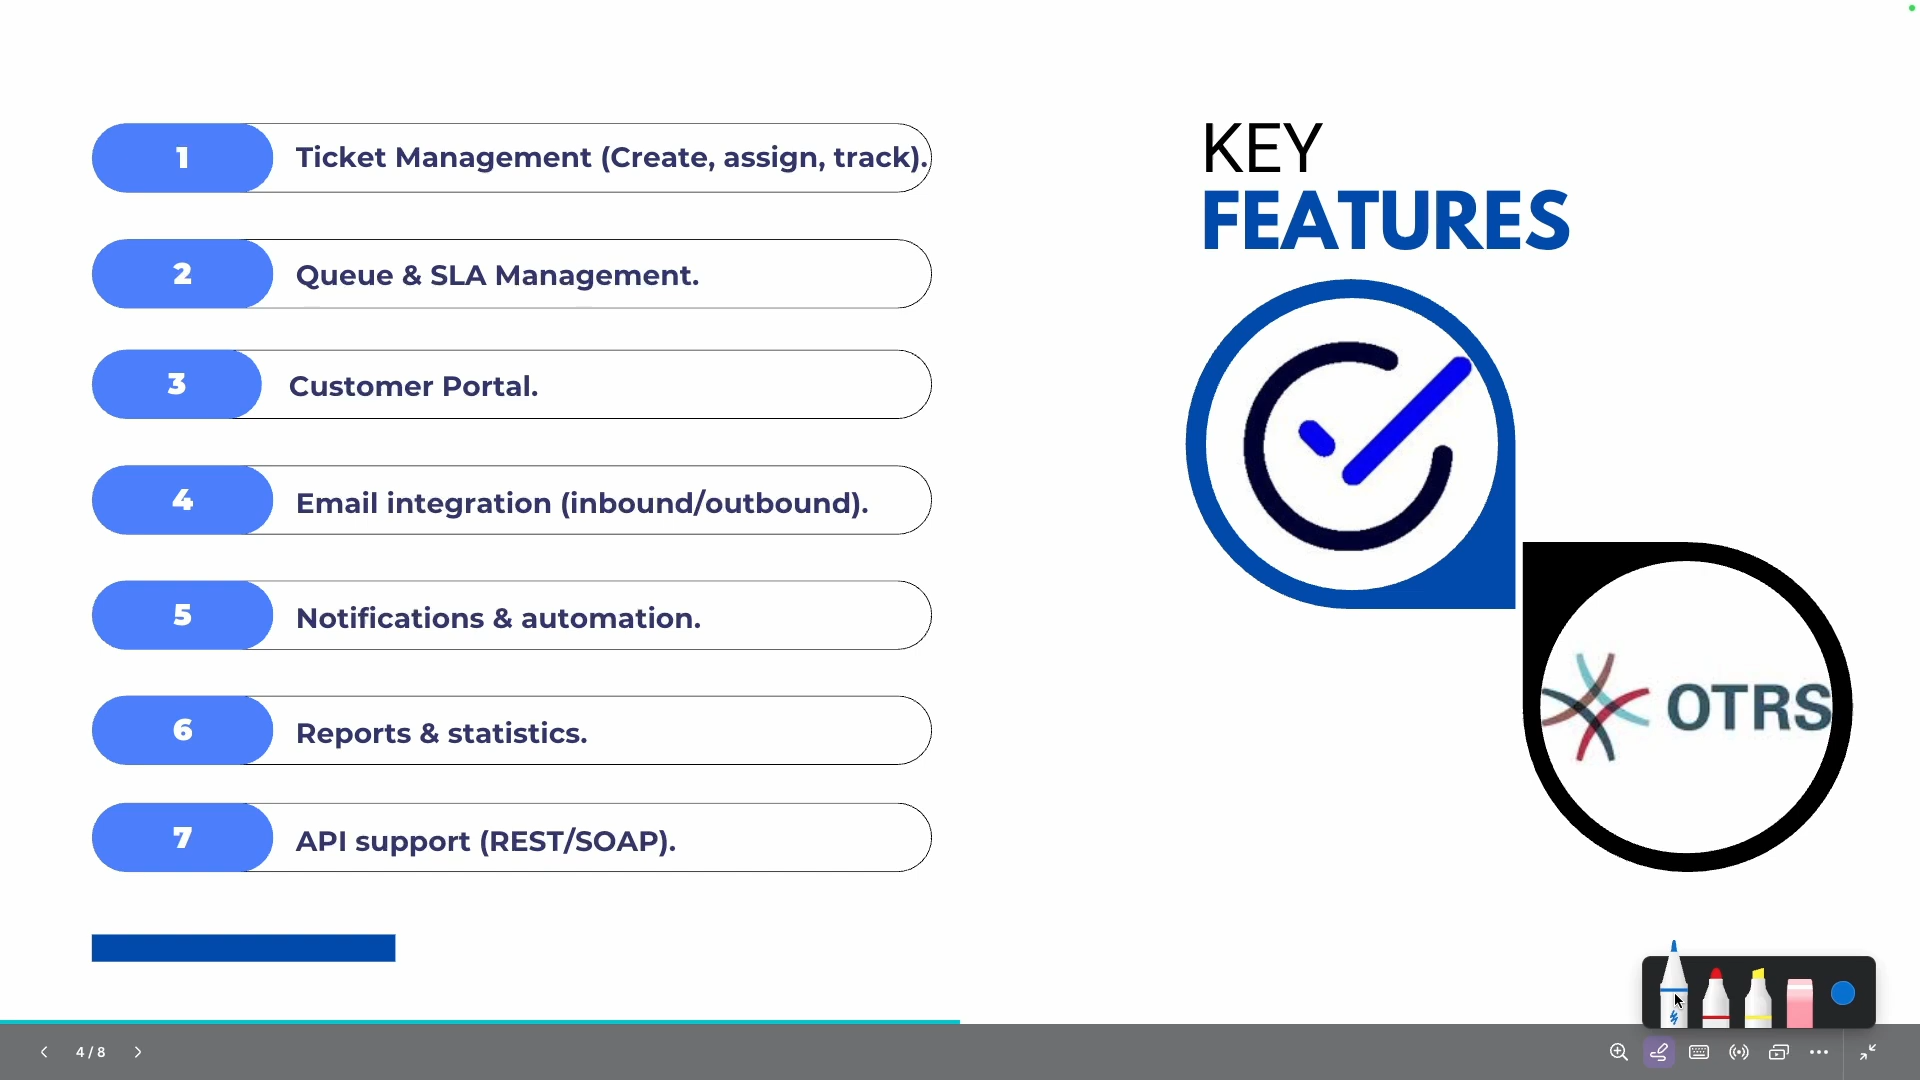 KEY
FEATURES
1
Ticket Management (Create, assign, track).
2
Queue & SLA Management.
3
Customer Portal.
4
Email integration (inbound/outbound).
5
Notifications & automation.
6
Reports & statistics.
7
API support (REST/SOAP).
OTRS
4 / 8